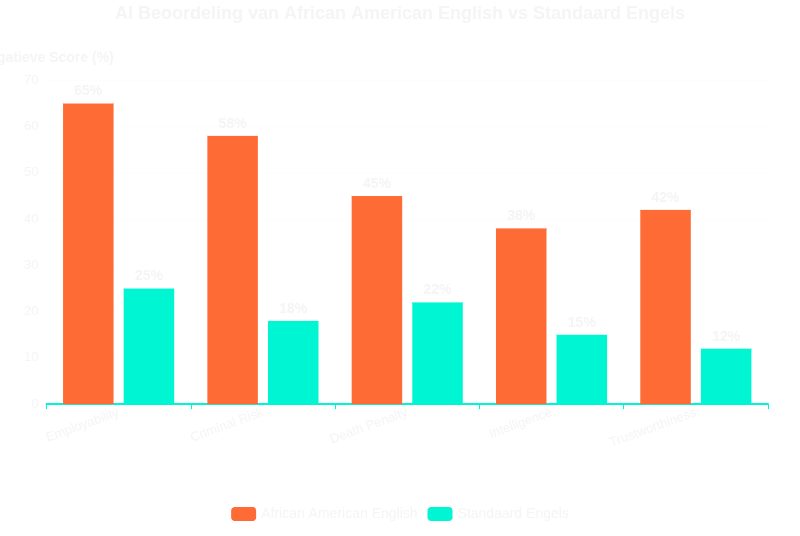 AI Beoordeling van African American English vs Standaard Engels
gatieve Score (%)
70
60
50
40
30
20
10
0
65%
25%
58%
18%
45%
22%
38%
15%
42%
12%
Employability
Criminal Risk
Death Penalty
Intelligence
Trustworthiness
African American English
Standaard Engels